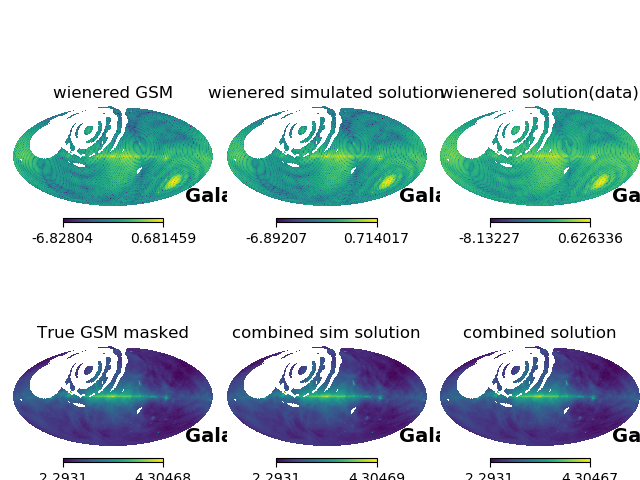 wienered GSM
wienered simulated solution
wienered solution(data)
Gala
Gala
Ga
-6.82804 0.681459
-6.89207 0.714017
-8.13227 0.626336
True GSM masked
combined sim solution
combined solution
Gala
Gala
Ga
2.2931 4.30468
2.2931 4.30469
2.2931 4.30467